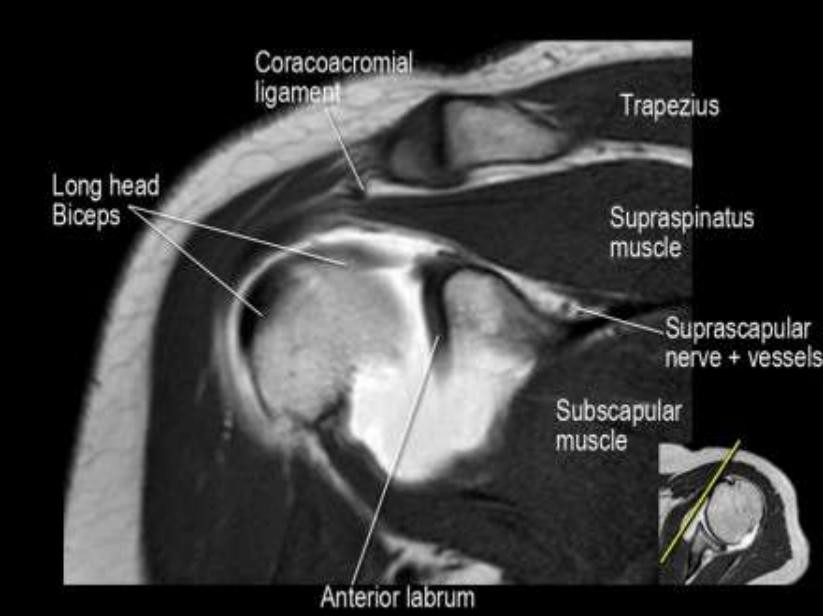 Coracoacromial
ligament
Trapezius
Long head
Biceps
Supraspinatus
muscle
Suprascapular
nerve + vessels
Subscapular
muscle
Anterior labrum